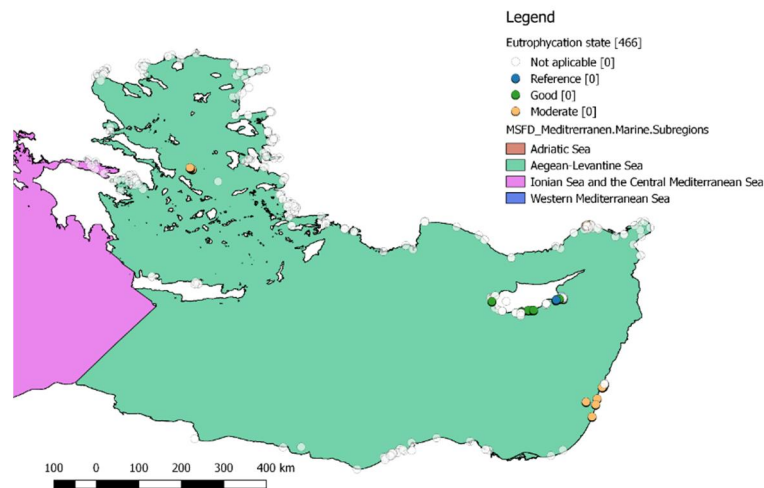 Legend
Eutrophycation state [466]
Not aplicable [0]
Reference [0]
Good [0]
Moderate [0]
MSFD_Meditrerranen.Marine.Subregions
Adriatic Sea
Aegean-Levantine Sea
Ionian Sea and the Central Mediterranean Sea
Western Mediterranean Sea
100 0 100 200 300 400 km